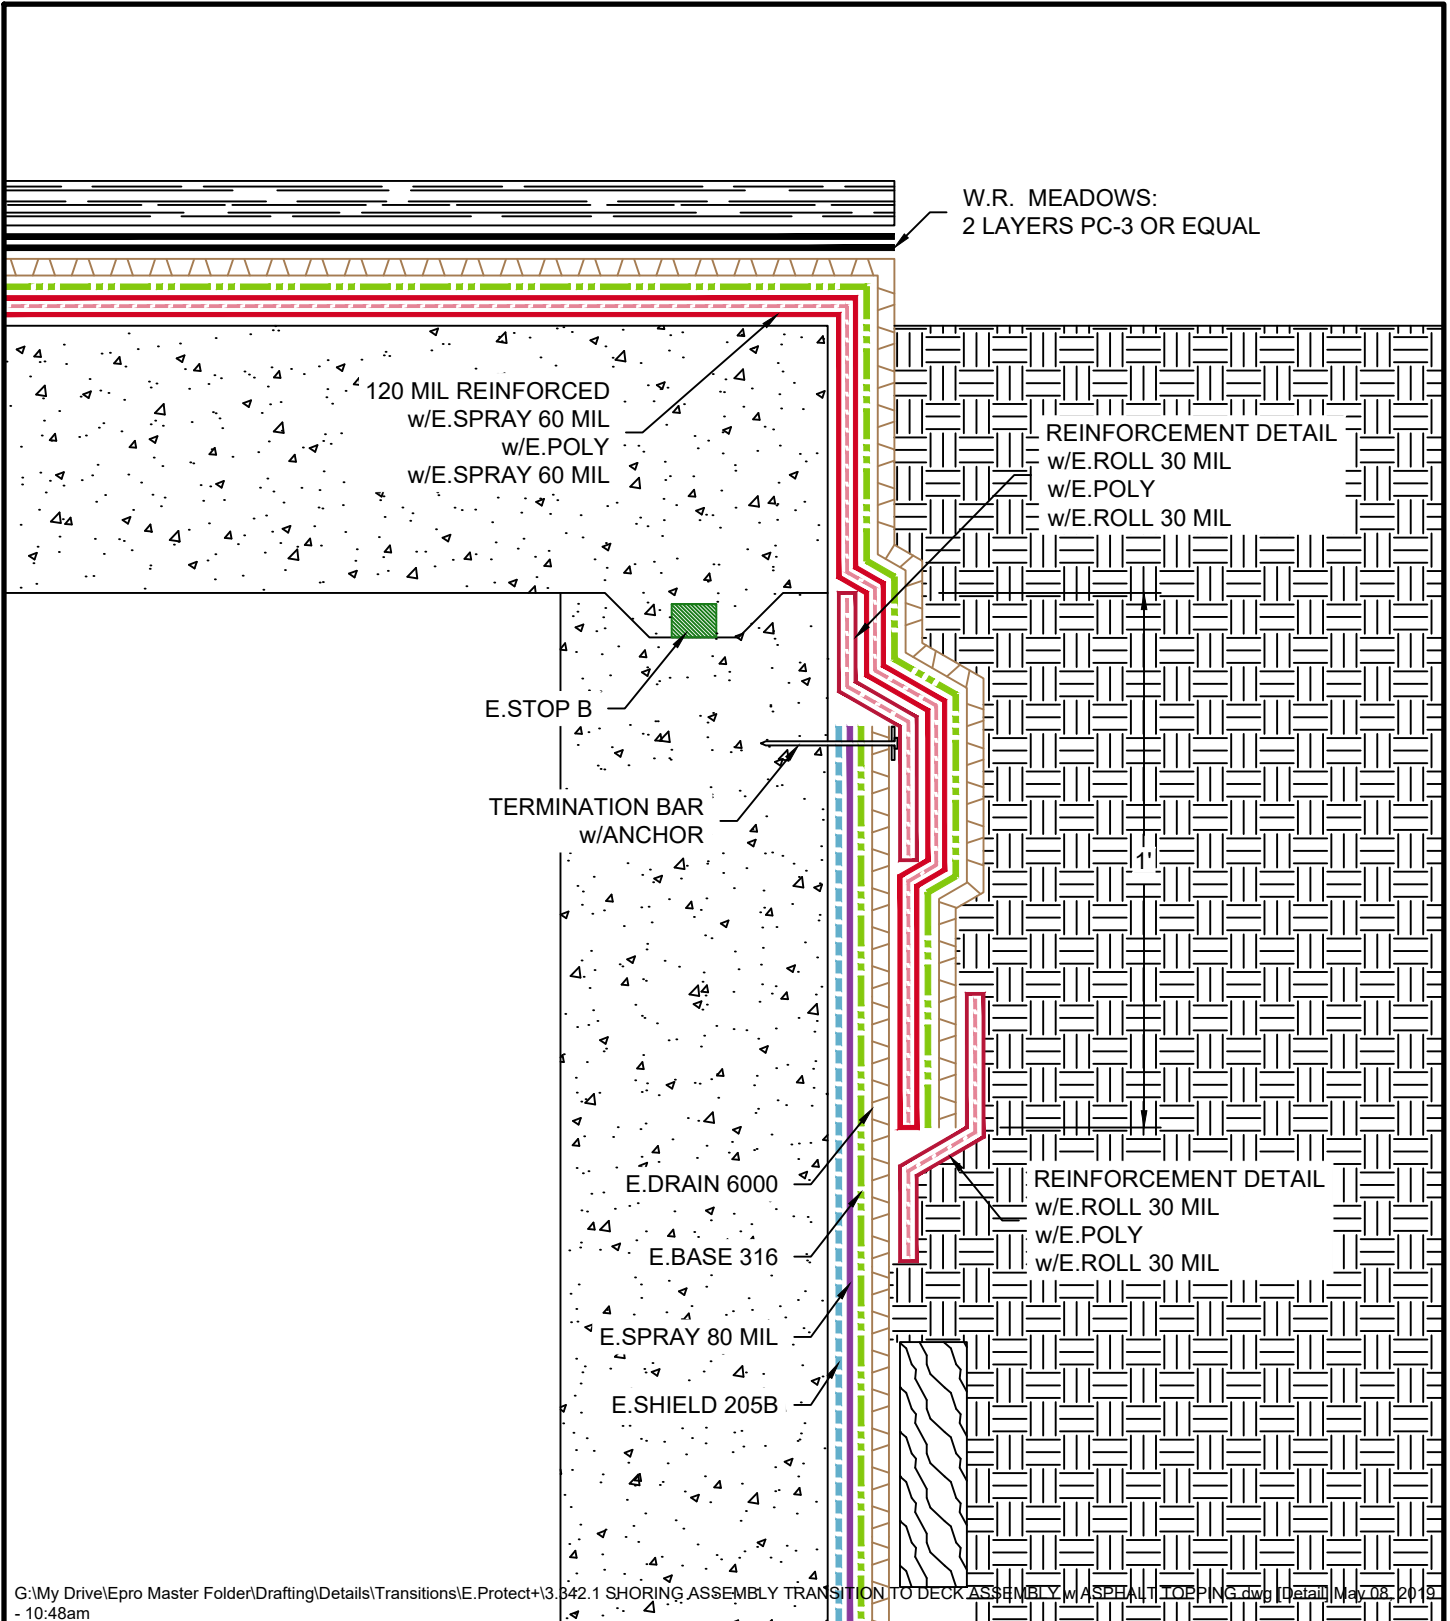 W.R. MEADOWS:
2 LAYERS PC-3 OR EQUAL
120 MIL REINFORCED
w/E.SPRAY 60 MIL
w/E.POLY
w/E.SPRAY 60 MIL
REINFORCEMENT DETAIL
w/E.ROLL 30 MIL
w/E.POLY
w/E.ROLL 30 MIL
E.STOP B
TERMINATION BAR
w/ANCHOR
1'
E.DRAIN 6000
E.BASE 316
E.SPRAY 80 MIL
E.SHIELD 205B
REINFORCEMENT DETAIL
w/E.ROLL 30 MIL
w/E.POLY
w/E.ROLL 30 MIL
G:\My Drive\Epro Master Folder\Drafting\Details\Transitions\E.Protect+\3.342.1 SHORING ASSEMBLY TRANSITION TO DECK ASSEMBLY w ASPHALT TOPPING.dwg [Detail] May 08, 2019
- 10:48am